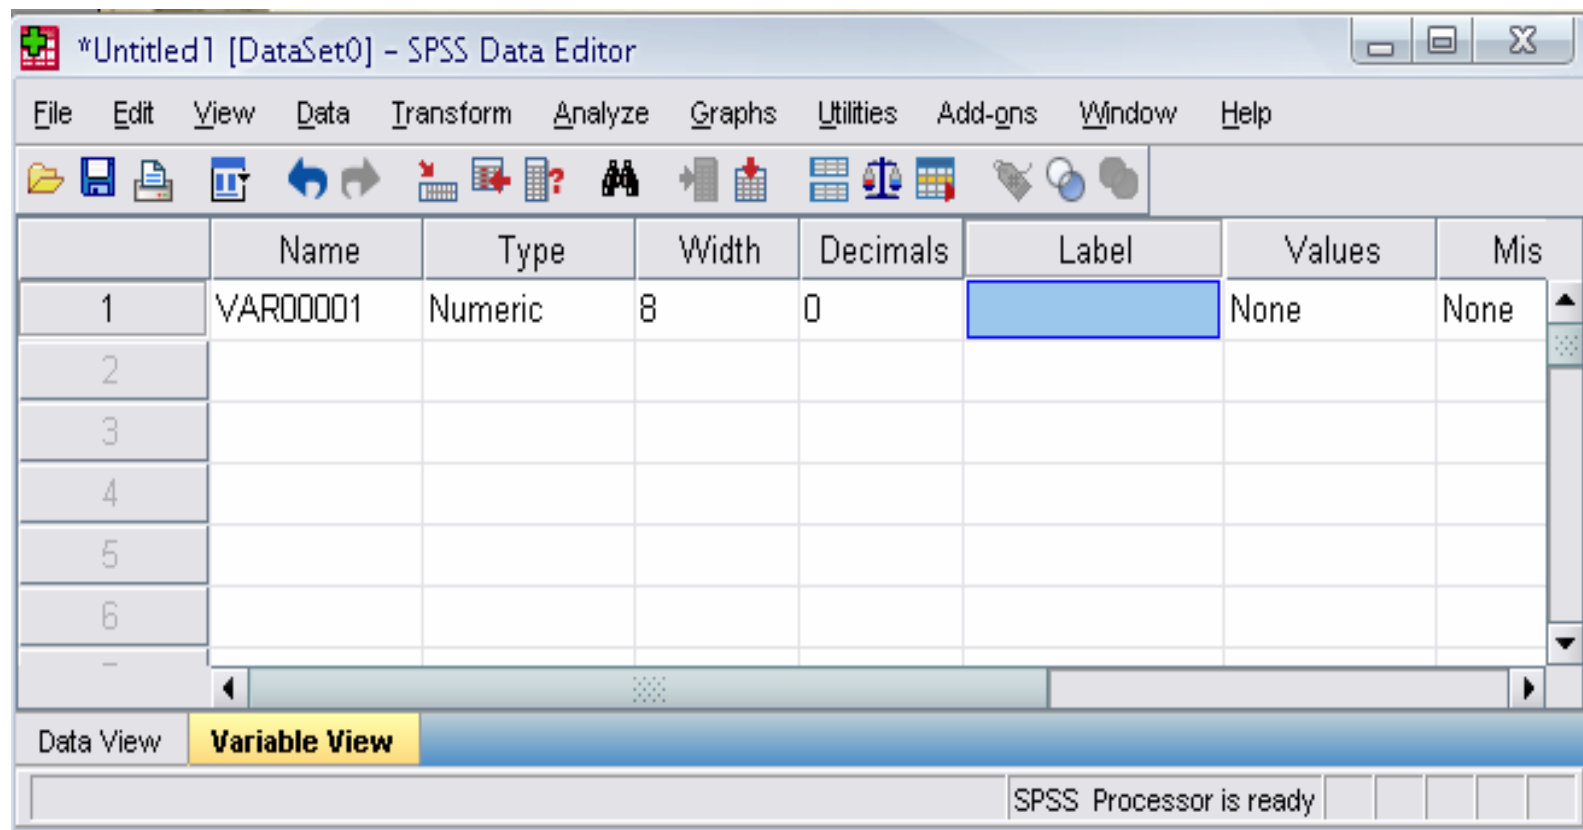 *Untitled1 [DataSet0] - SPSS Data Editor
File Edit View Data Transform Analyze Graphs Utilities Add-ons Window Help
Name Type Width Decimals Label Values Mis
1 VAR00001 Numeric 8 0 None None
2
3
4
5
6
Data View Variable View
SPSS Processor is ready